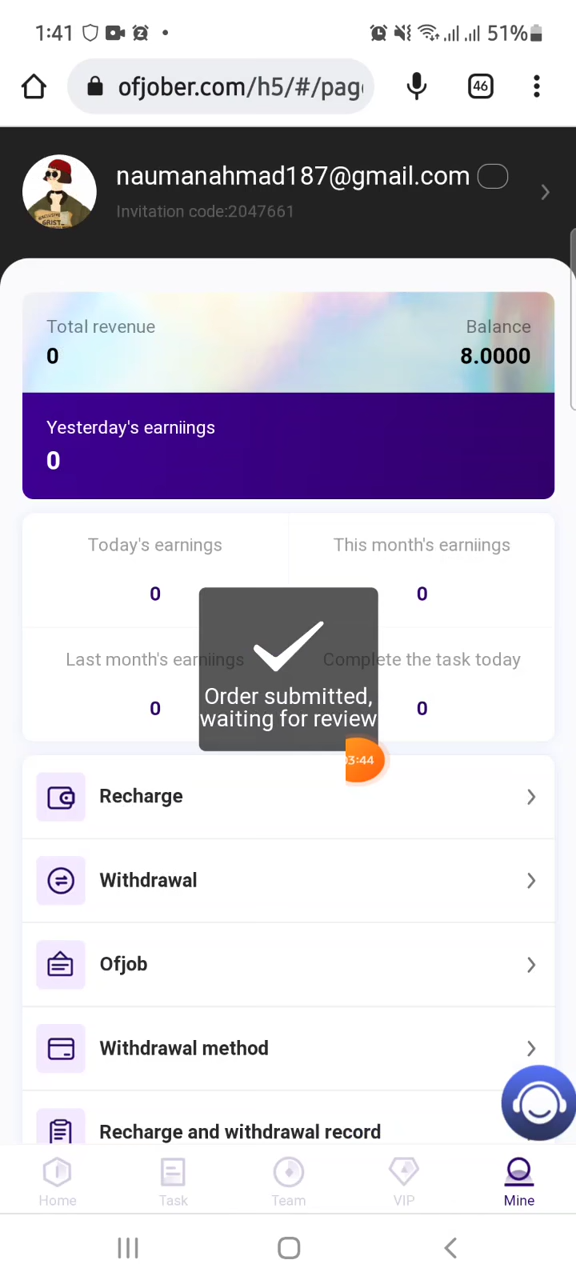 1:41
51%
ofjober.com/h5/#/pag
46
naumanahmad187@gmail.com
Invitation code:2047661
Total revenue
Balance
0
8.0000
Yesterday's earniings
0
Today's earnings
This month's earniings
0
0
Last month's earniings
Complete the task today
0
0
Order submitted,
waiting for review
03:44
Recharge
Withdrawal
Ofjob
Withdrawal method
Recharge and withdrawal record
Home
Task
Team
VIP
Mine